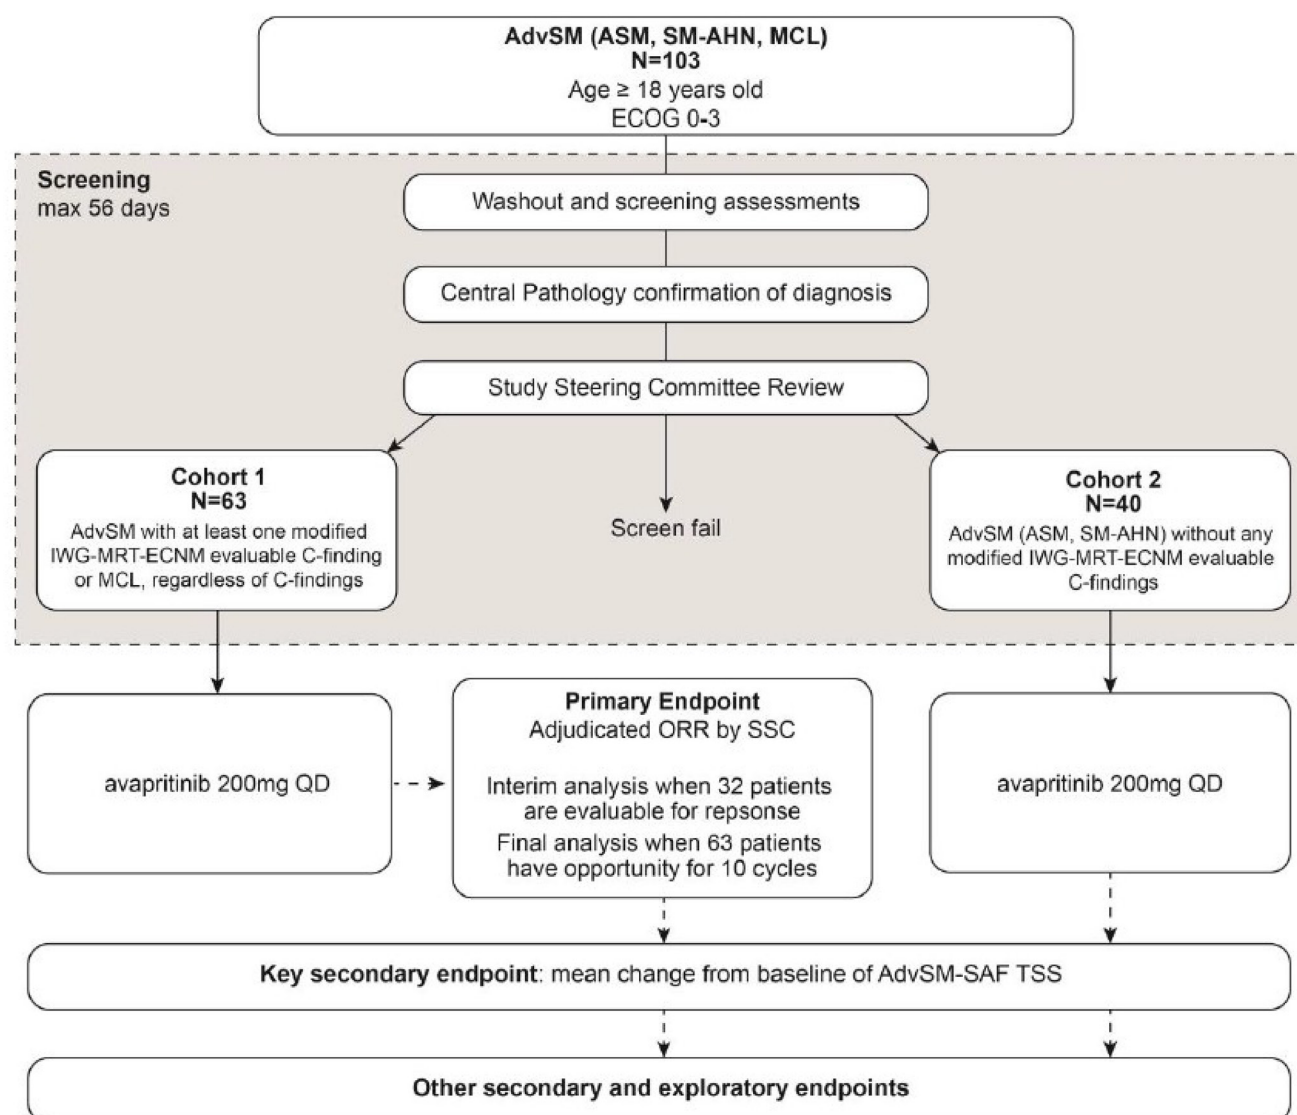 AdvSM (ASM, SM-AHN, MCL)
N=103
Age ≥ 18 years old
ECOG 0-3
Screening
max 56 days
Washout and screening assessments
Central Pathology confirmation of diagnosis
Study Steering Committee Review
Cohort 1
N=63
AdvSM with at least one modified
IWG-MRT-ECNM evaluable C-finding
or MCL, regardless of C-findings
Screen fail
Cohort 2
N=40
AdvSM (ASM, SM-AHN) without any
modified IWG-MRT-ECNM evaluable
C-findings
avapritinib 200mg QD
Primary Endpoint
Adjudicated ORR by SSC
Interim analysis when 32 patients
are evaluable for repsonse
Final analysis when 63 patients
have opportunity for 10 cycles
avapritinib 200mg QD
Key secondary endpoint: mean change from baseline of AdvSM-SAF TSS
Other secondary and exploratory endpoints